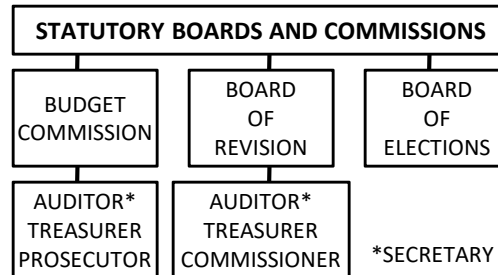 STATUTORY BOARDS AND COMMISSIONS
BUDGET
COMMISSION
BOARD
OF
REVISION
BOARD
OF
ELECTIONS
AUDITOR*
TREASURER
PROSECUTOR
AUDITOR*
TREASURER
COMMISSIONER
*SECRETARY